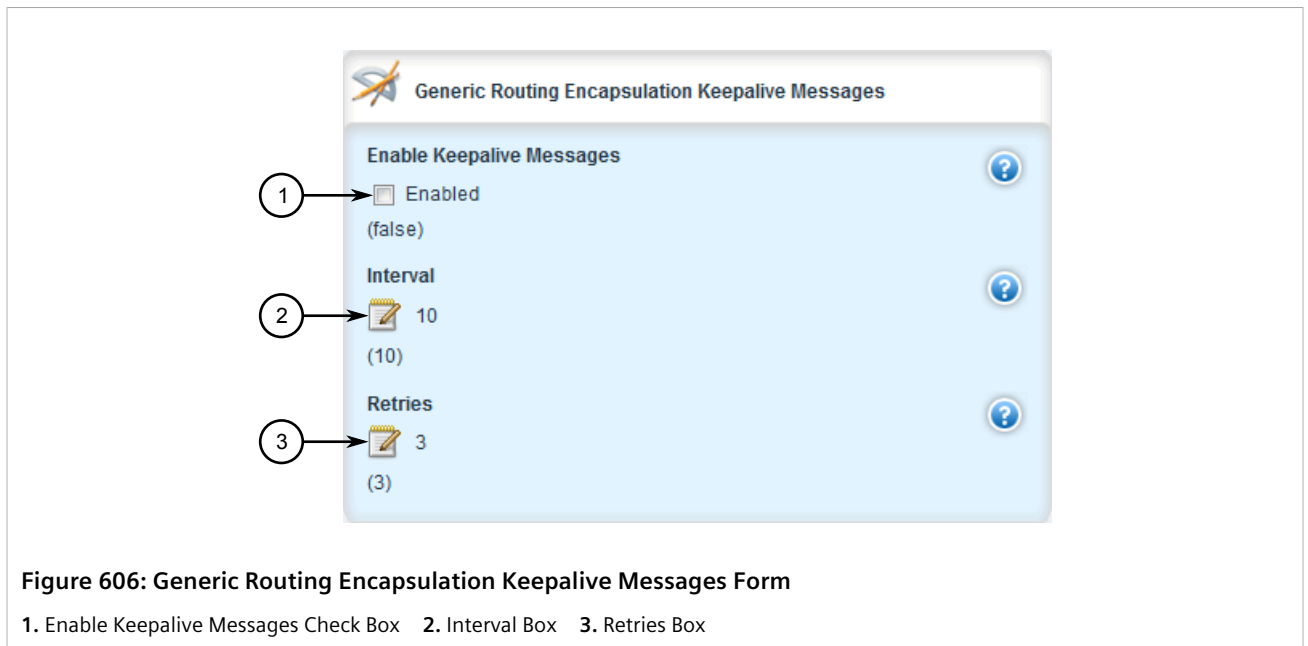 Generic Routing Encapsulation Keepalive Messages
Enable Keepalive Messages
?
1
Enabled
(false)
Interval
?
2
10
(10)
Retries
?
3
3
(3)
Figure 606: Generic Routing Encapsulation Keepalive Messages Form
1. Enable Keepalive Messages Check Box 2. Interval Box 3. Retries Box